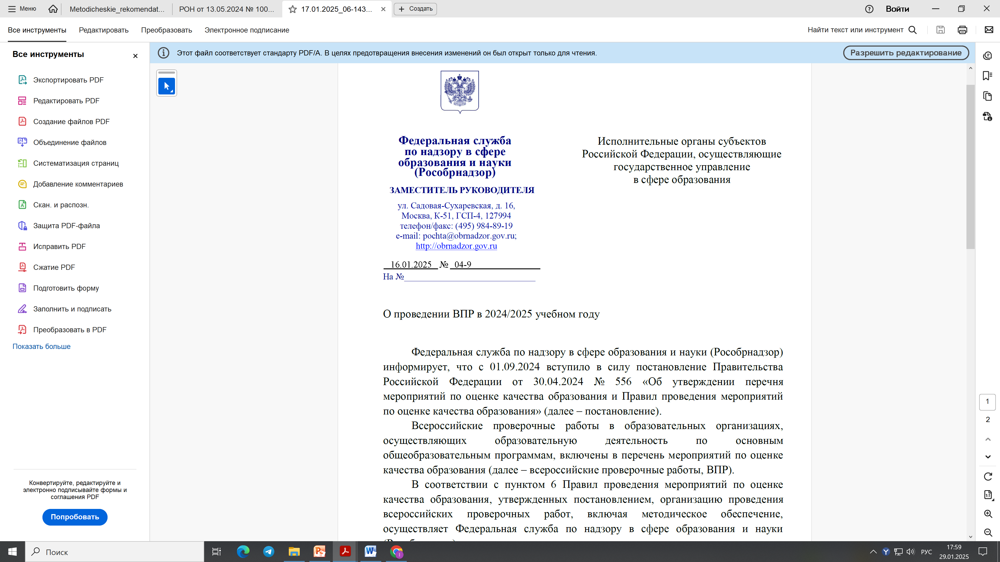 Меню
Metodicheskie_rekomendat...
РОН от 13.05.2024 № 100...
17.01.2025_06-143...
Создать
Войти
Все инструменты
Редактировать
Преобразовать
Электронное подписание
Найти текст или инструмент
Все инструменты
Этот файл соответствует стандарту PDF/A. В целях предотвращения внесения изменений он был открыт только для чтения.
Разрешить редактирование
Экспортировать PDF
Редактировать PDF
Создание файлов PDF
Объединение файлов
Систематизация страниц
Добавление комментариев
Скан. и распозн.
Защита PDF-файла
Исправить PDF
Сжатие PDF
Подготовить форму
Заполнить и подписать
Преобразовать в PDF
Показать больше
Конвертируйте, редактируйте и
электронно подписывайте формы и
соглашения PDF
Попробовать
Федеральная служба
по надзору в сфере
образования и науки
(Рособрнадзор)
ЗАМЕСТИТЕЛЬ РУКОВОДИТЕЛЯ
ул. Садовая-Сухаревская, д. 16,
Москва, К-51, ГСП-4, 127994
телефон/факс: (495) 984-89-19
e-mail: pochta@obrnadzor.gov.ru;
http://obrnadzor.gov.ru
16.01.2025 № 04-9
На №
Исполнительные органы субъектов
Российской Федерации, осуществляющие
государственное управление
в сфере образования
О проведении ВПР в 2024/2025 учебном году
Федеральная служба по надзору в сфере образования и науки (Рособрнадзор)
информирует, что с 01.09.2024 вступило в силу постановление Правительства
Российской Федерации от 30.04.2024 № 556 «Об утверждении перечня
мероприятий по оценке качества образования и Правил проведения мероприятий
по оценке качества образования» (далее – постановление).
Всероссийские проверочные работы в образовательных организациях,
осуществляющих образовательную деятельность по основным
общеобразовательным программам, включены в перечень мероприятий по оценке
качества образования (далее – всероссийские проверочные работы, ВПР).
В соответствии с пунктом 6 Правил проведения мероприятий по оценке
качества образования, утвержденных постановлением, организацию проведения
всероссийских проверочных работ, включая методическое обеспечение,
осуществляет Федеральная служба по надзору в сфере образования и науки
1
2
Поиск
РУС
17:59
29.01.2025